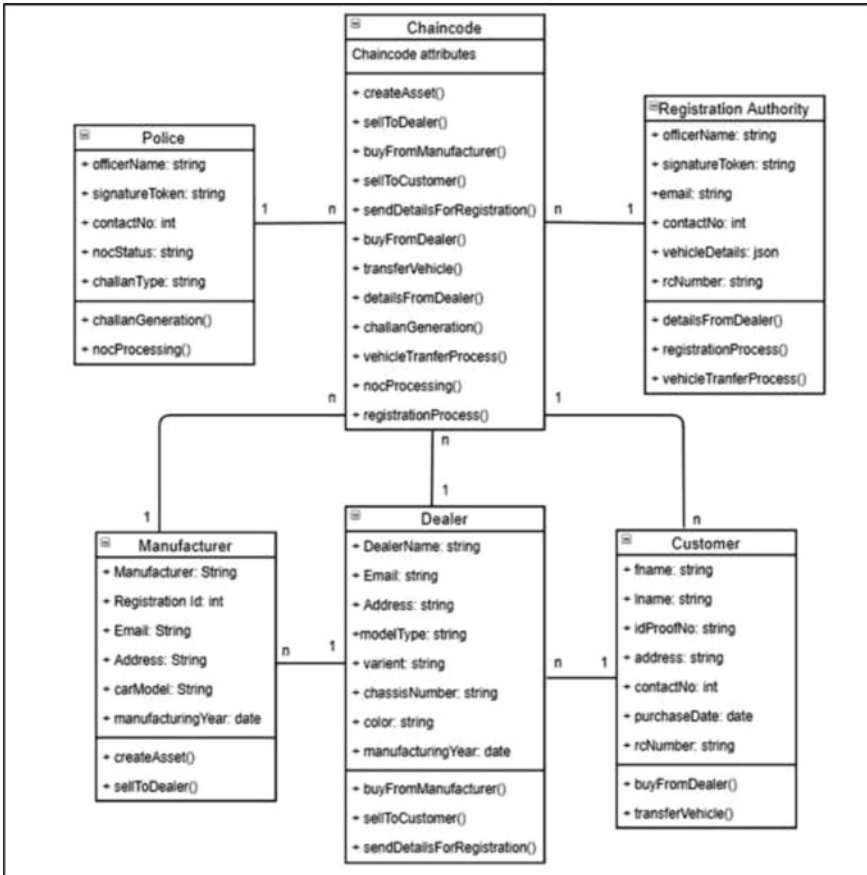 Chaincode
Chaincode attributes
+ createAsset()
+ sellToDealer()
+ buyFromManufacturer()
+ sellToCustomer()
+ sendDetailsForRegistration()
+ buyFromDealer()
+ transferVehicle()
+ detailsFromDealer()
+ challanGeneration()
+ vehicleTranferProcess()
+ nocProcessing()
+ registrationProcess()
Police
+ officerName: string
+ signatureToken: string
+ contactNo: int
+ nocStatus: string
+ challanType: string
+ challanGeneration()
+ nocProcessing()
1
n
Registration Authority
+ officerName: string
+ signatureToken: string
+email: string
+ contactNo: int
+ vehicleDetails: json
+ rcNumber: string
+ detailsFromDealer()
+ registrationProcess()
+ vehicleTranferProcess()
n
1
n
1
n
1
1
n
Manufacturer
+ Manufacturer: String
+ Registration Id: int
+ Email: String
+ Address: String
+ carModel: String
+ manufacturingYear: date
+ createAsset()
+ sellToDealer()
n
1
Dealer
+ DealerName: string
+ Email: string
+ Address: string
+modelType: string
+ varient: string
+ chassisNumber: string
+ color: string
+ manufacturingYear: date
+ buyFromManufacturer()
+ sellToCustomer()
+ sendDetailsForRegistration()
n
1
Customer
+ fname: string
+ lname: string
+ idProofNo: string
+ address: string
+ contactNo: int
+ purchaseDate: date
+ rcNumber: string
+ buyFromDealer()
+ transferVehicle()